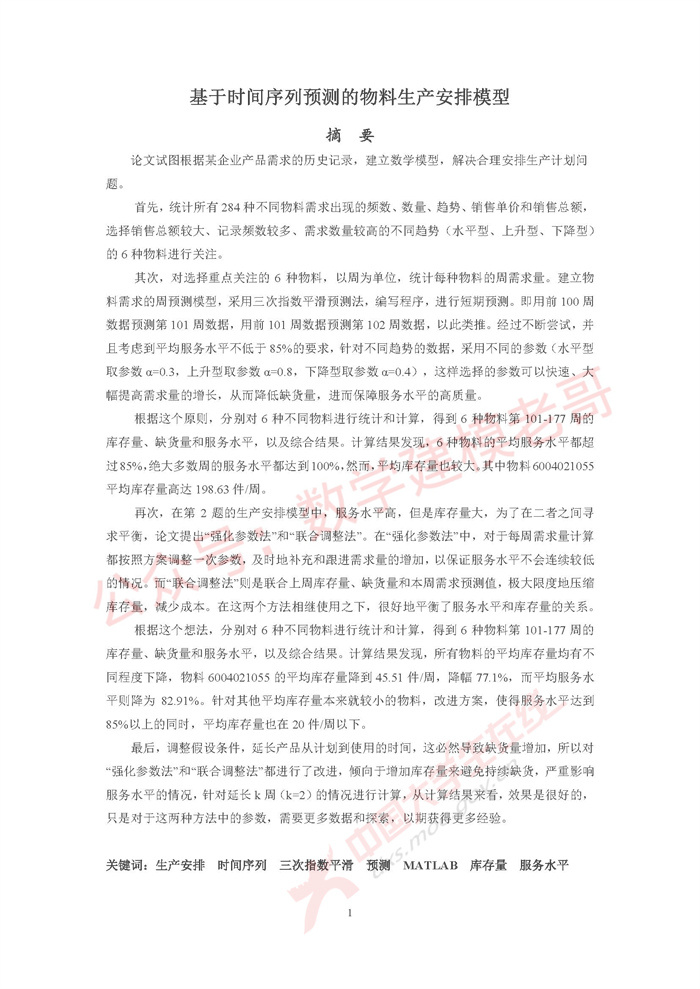 基于时间序列预测的物料生产安排模型
摘 要
论文试图根据某企业产品需求的历史记录，建立数学模型，解决合理安排生产计划问
题。
首先，统计所有 284 种不同物料需求出现的频数、数量、趋势、销售单价和销售总额，
选择销售总额较大、记录频数较多、需求数量较高的不同趋势（水平型、上升型、下降型）
的 6 种物料进行关注。
其次，对选择重点关注的 6 种物料，以周为单位，统计每种物料的周需求量。建立物
料需求的周预测模型，采用三次指数平滑预测法，编写程序，进行短期预测。即用前 100 周
数据预测第 101 周数据，用前 101 周数据预测第 102 周数据，以此类推。经过不断尝试，并
且考虑到平均服务水平不低于 85%的要求，针对不同趋势的数据，采用不同的参数（水平型
取参数 α=0.3，上升型取参数 α=0.8，下降型取参数 α=0.4），这样选择的参数可以快速、大
幅提高需求量的增长，从而降低缺货量，进而保障服务水平的高质量。
根据这个原则，分别对 6 种不同物料进行统计和计算，得到 6 种物料第 101-177 周的
库存量、缺货量和服务水平，以及综合结果。计算结果发现，6 种物料的平均服务水平都超
过 85%，绝大多数周的服务水平都达到 100%，然而，平均库存量也较大。其中物料 6004021055
平均库存量高达 198.63 件/周。
再次，在第 2 题的生产安排模型中，服务水平高，但是库存量大，为了在二者之间寻
求平衡，论文提出“强化参数法”和“联合调整法”。在“强化参数法”中，对于每周需求量计算
都按照方案调整一次参数，及时地补充和跟进需求量的增加，以保证服务水平不会连续较低
的情况。而“联合调整法”则是联合上周库存量、缺货量和本周需求预测值，极大限度地压缩
库存量，减少成本。在这两个方法相继使用之下，很好地平衡了服务水平和库存量的关系。
根据这个想法，分别对 6 种不同物料进行统计和计算，得到 6 种物料第 101-177 周的
库存量、缺货量和服务水平，以及综合结果。计算结果发现，所有物料的平均库存量均有不
同程度下降，物料 6004021055 的平均库存量降到 45.51 件/周，降幅 77.1%，而平均服务水
平则降为 82.91%。针对其他平均库存量本来就较小的物料，改进方案，使得服务水平达到
85%以上的同时，平均库存量也在 20 件/周以下。
最后，调整假设条件，延长产品从计划到使用的时间，这必然导致缺货量增加，所以对
“强化参数法”和“联合调整法”都进行了改进，倾向于增加库存量来避免持续缺货，严重影响
服务水平的情况，针对延长 k 周（k=2）的情况进行计算，从计算结果来看，效果是很好的，
只是对于这两种方法中的参数，需要更多数据和探索，以期获得更多经验。
关键词：生产安排 时间序列 三次指数平滑 预测 MATLAB 库存量 服务水平
1
公众号：数学建模老哥
中国大学生在线
dxs.moe.gov.cn